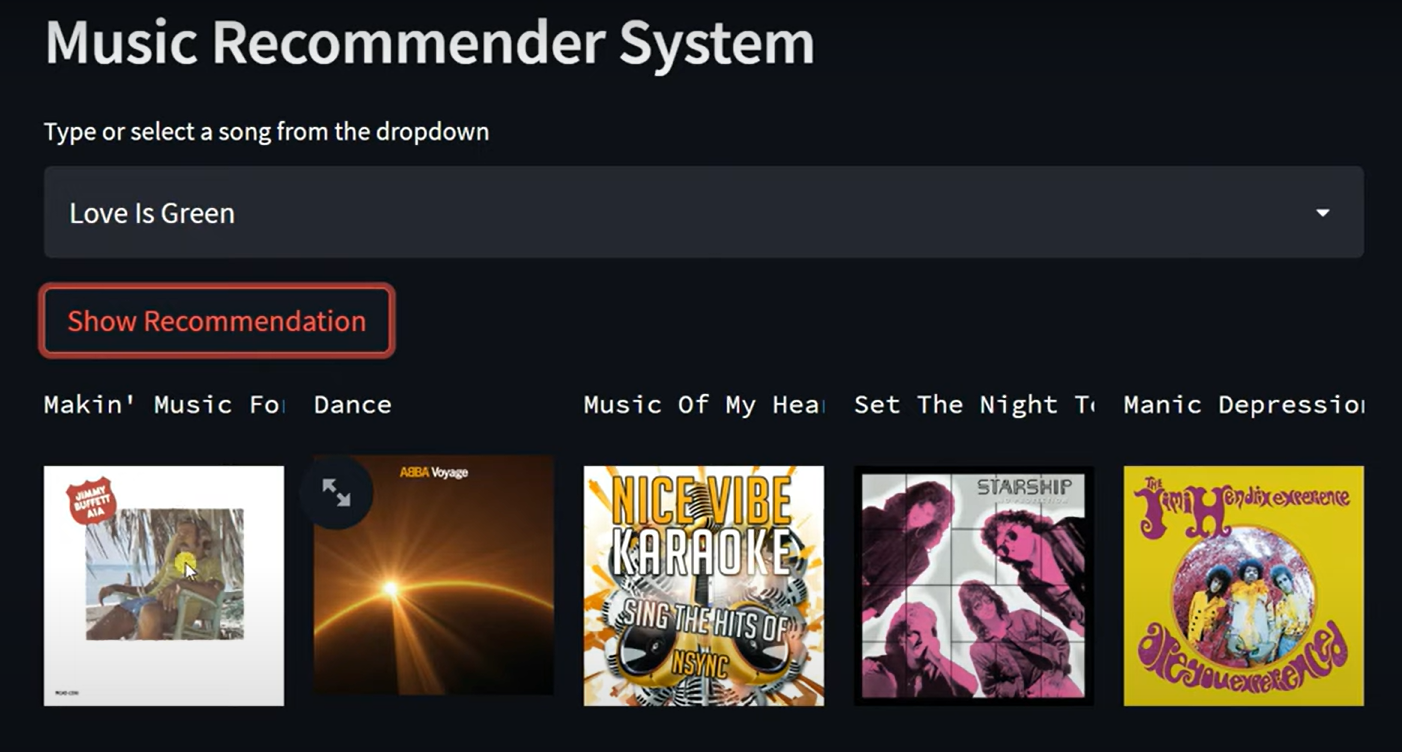 Music Recommender System
Type or select a song from the dropdown
Love Is Green
Show Recommendation
Makin' Music Fo
Dance
Music Of My Hea
Set The Night T
Manic Depression
JIMMY
BUFFETT
A1A
ABBA Voyage
NICE VIBE
KARAOKE
SING THE HITS OF
NSYNC
STARSHIP
THE
Jimi Hendrix experience
are you experienced